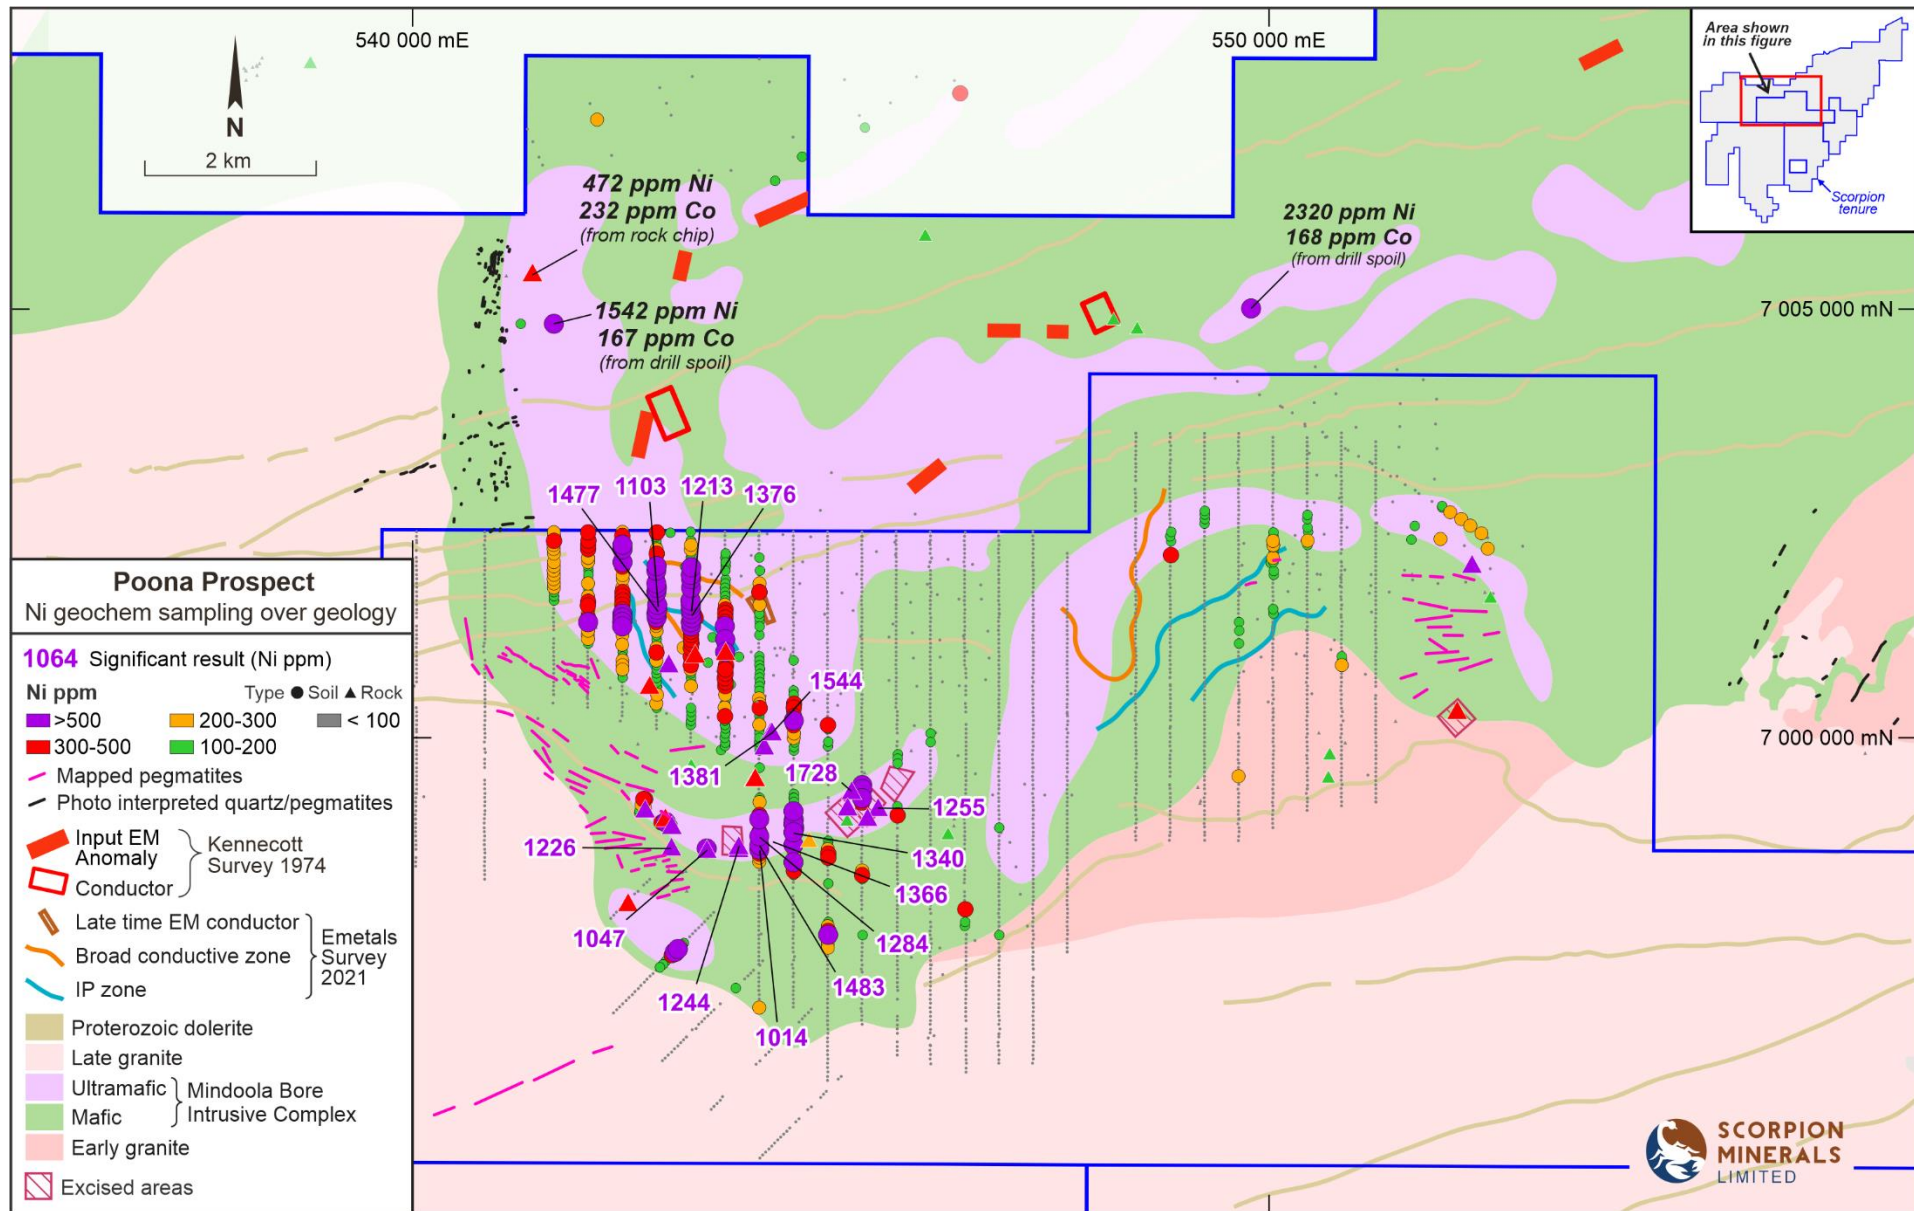 540 000 mE
550 000 mE
N
2 km
472 ppm Ni
232 ppm Co
(from rock chip)
1542 ppm Ni
167 ppm Co
(from drill spoil)
2320 ppm Ni
168 ppm Co
(from drill spoil)
Area shown
in this figure
Scorpion
tenure
7 005 000 mN
7 000 000 mN
1477
1103
1213
1376
1544
1381
1728
1255
1226
1340
1366
1047
1284
1244
1483
1014
Poona Prospect
Ni geochem sampling over geology
1064 Significant result (Ni ppm)
Ni ppm Type Soil Rock
>500 200-300 < 100
300-500 100-200
Mapped pegmatites
Photo interpreted quartz/pegmatites
Input EM
Anomaly
Conductor
Kennecott
Survey 1974
Late time EM conductor
Broad conductive zone
IP zone
Emetals
Survey
2021
Proterozoic dolerite
Late granite
Ultramafic
Mafic
Mindoola Bore
Intrusive Complex
Early granite
Excised areas
SCORPION
MINERALS
LIMITED